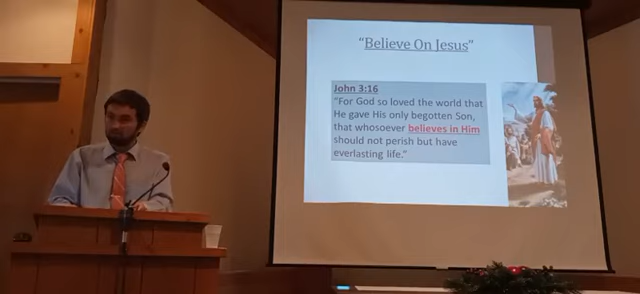 “Believe On Jesus”
John 3:16
"For God so loved the world that
He gave His only begotten Son,
that whosoever believes in Him
should not perish but have
everlasting life.”